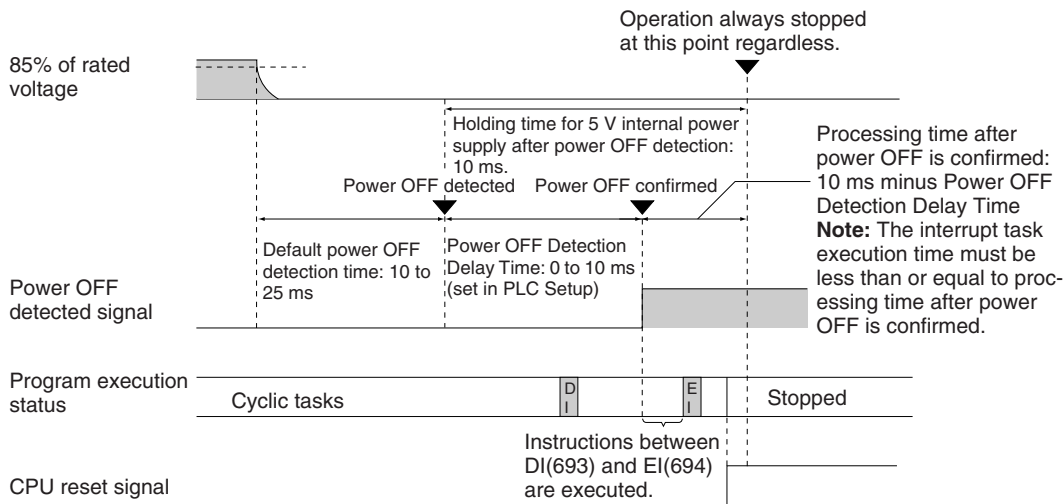 Operation always stopped
at this point regardless.
85% of rated
voltage
Holding time for 5 V internal power
supply after power OFF detection:
10 ms.
Processing time after
power OFF is confirmed:
10 ms minus Power OFF
Detection Delay Time
Note: The interrupt task
execution time must be
less than or equal to proc-
essing time after power
OFF is confirmed.
Power OFF detected
Power OFF confirmed
Default power OFF
detection time: 10 to
25 ms
Power OFF Detection
Delay Time: 0 to 10 ms
(set in PLC Setup)
Power OFF
detected signal
Program execution
status
Cyclic tasks
D
I
E
I
Stopped
Instructions between
DI(693) and EI(694)
are executed.
CPU reset signal